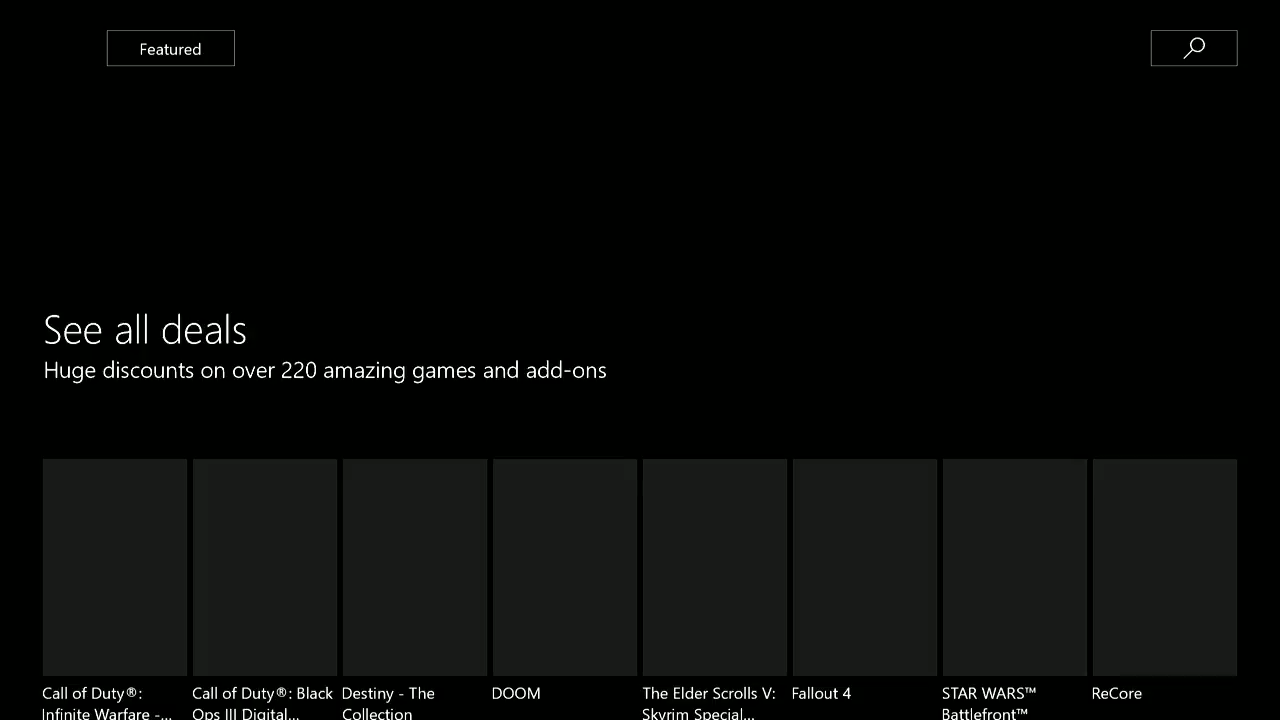 Featured
See all deals
Huge discounts on over 220 amazing games and add-ons
Call of Duty®:
Infinite Warfare -...
Call of Duty®: Black
Ops III Digital...
Destiny - The
Collection
DOOM
The Elder Scrolls V:
Skyrim Special...
Fallout 4
STAR WARS™
Battlefront™
ReCore